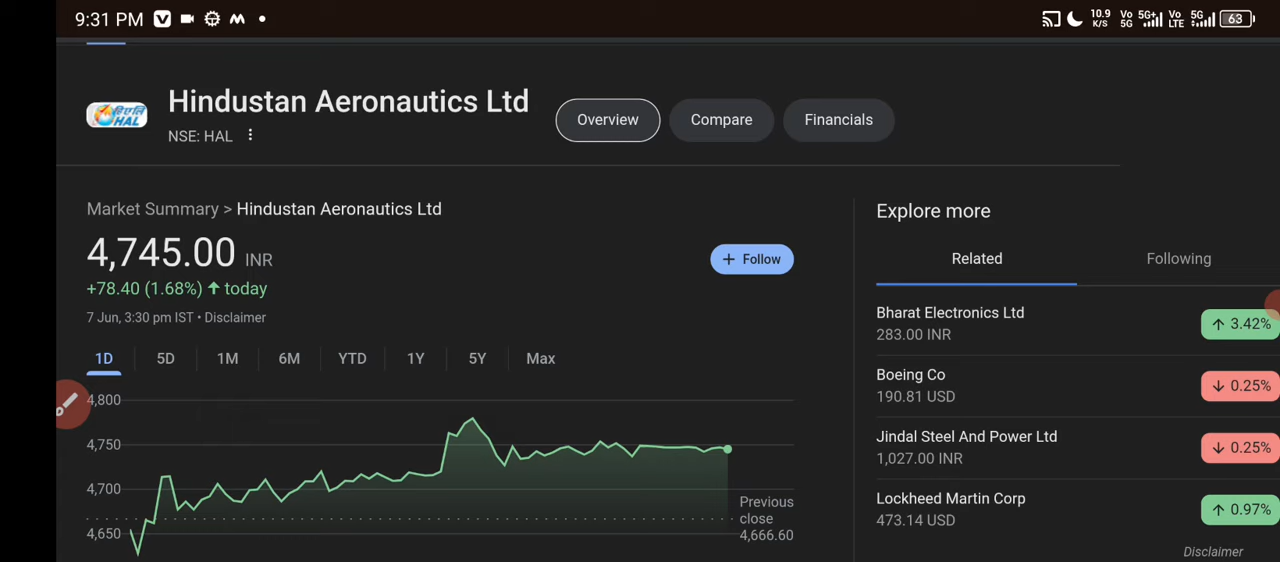 9:31 PM
10.9 K/S Vo 5G 5G+ Vo LTE 5G 63
Hindustan Aeronautics Ltd
NSE: HAL
HAL
Overview
Compare
Financials
Market Summary > Hindustan Aeronautics Ltd
4,745.00 INR
+78.40 (1.68%) ↑ today
7 Jun, 3:30 pm IST • Disclaimer
+ Follow
1D 5D 1M 6M YTD 1Y 5Y Max
4,800
4,750
4,700
4,650
Previous
close
4,666.60
Explore more
Related Following
Bharat Electronics Ltd
283.00 INR
↑ 3.42%
Boeing Co
190.81 USD
↓ 0.25%
Jindal Steel And Power Ltd
1,027.00 INR
↓ 0.25%
Lockheed Martin Corp
473.14 USD
↑ 0.97%
Disclaimer